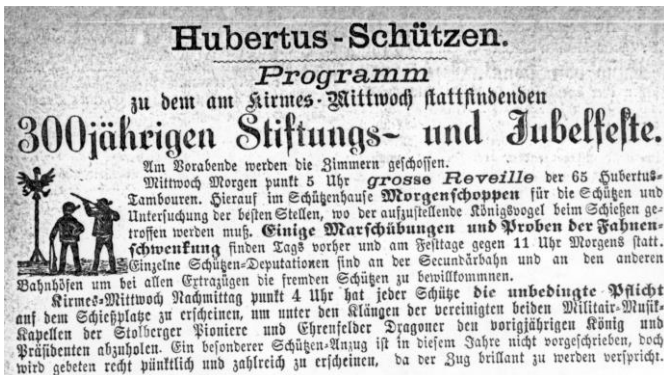 Hubertus-Schützen.
Programm
zu dem am Kirmes-Mittwoch stattfindenden
300jährigen Stiftungs- und Jubelfeste.
Am Vorabende werden die Zimmern geschossen.
Mittwoch Morgen punkt 5 Uhr grosse Reveille der 65 Hubertus-
Tambouren. Hierauf im Schützenhause Morgenschoppen für die Schützen und
Untersuchung der besten Stellen, wo der aufzustellende Königsvogel beim Schießen ge-
troffen werden muß. Einige Marschübungen und Proben der Fahnen-
schwenkung finden Tags vorher und am Festtage gegen 11 Uhr Morgens statt.
Einzelne Schützen-Deputationen sind an der Secundärbahn und an den anderen
Bahnhöfen um bei allen Extrazügen die fremden Schützen zu bewillkommnen.
Kirmes-Mittwoch Nachmittag punkt 4 Uhr hat jeder Schütze die unbedingte Pflicht
auf dem Schießplatze zu erscheinen, um unter den Klängen der vereinigten beiden Militair-Musik-
Kapellen der Stolberger Pioniere und Ehrenfelder Dragoner den vorigjährigen König und
Präsidenten abzuholen. Ein besonderer Schützen-Anzug ist in diesem Jahre nicht vorgeschrieben, doch
wird gebeten recht pünktlich und zahlreich zu erscheinen, da der Zug brillant zu werden verspricht.